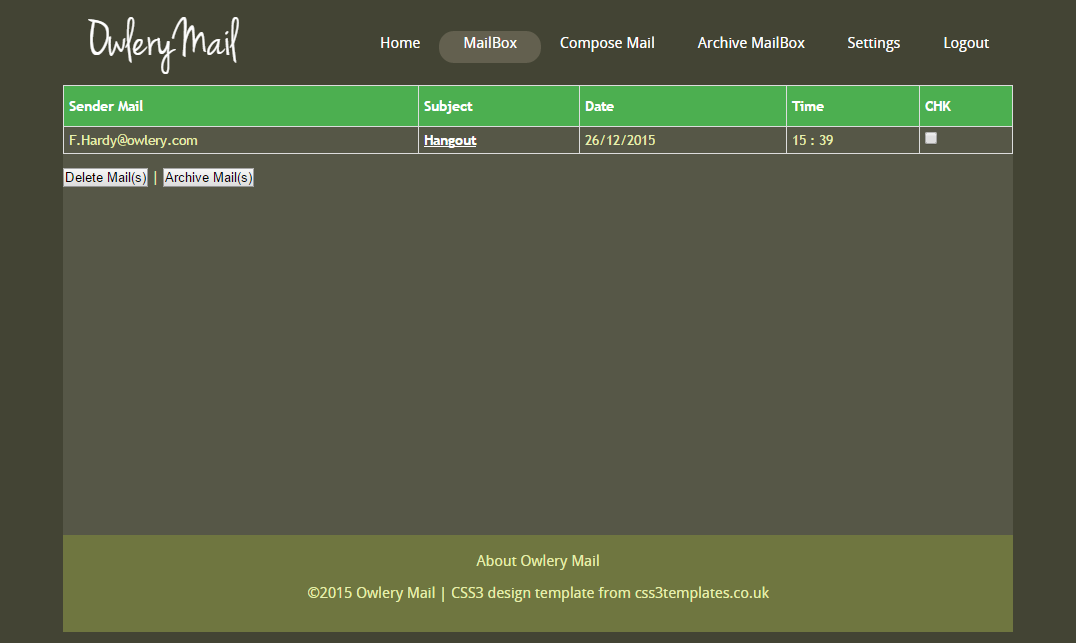 Owlery Mail
Home MailBox Compose Mail Archive MailBox Settings Logout
Sender Mail Subject Date Time CHK
F.Hardy@owlery.com Hangout 26/12/2015 15 : 39
Delete Mail(s) | Archive Mail(s)
About Owlery Mail
©2015 Owlery Mail | CSS3 design template from css3templates.co.uk